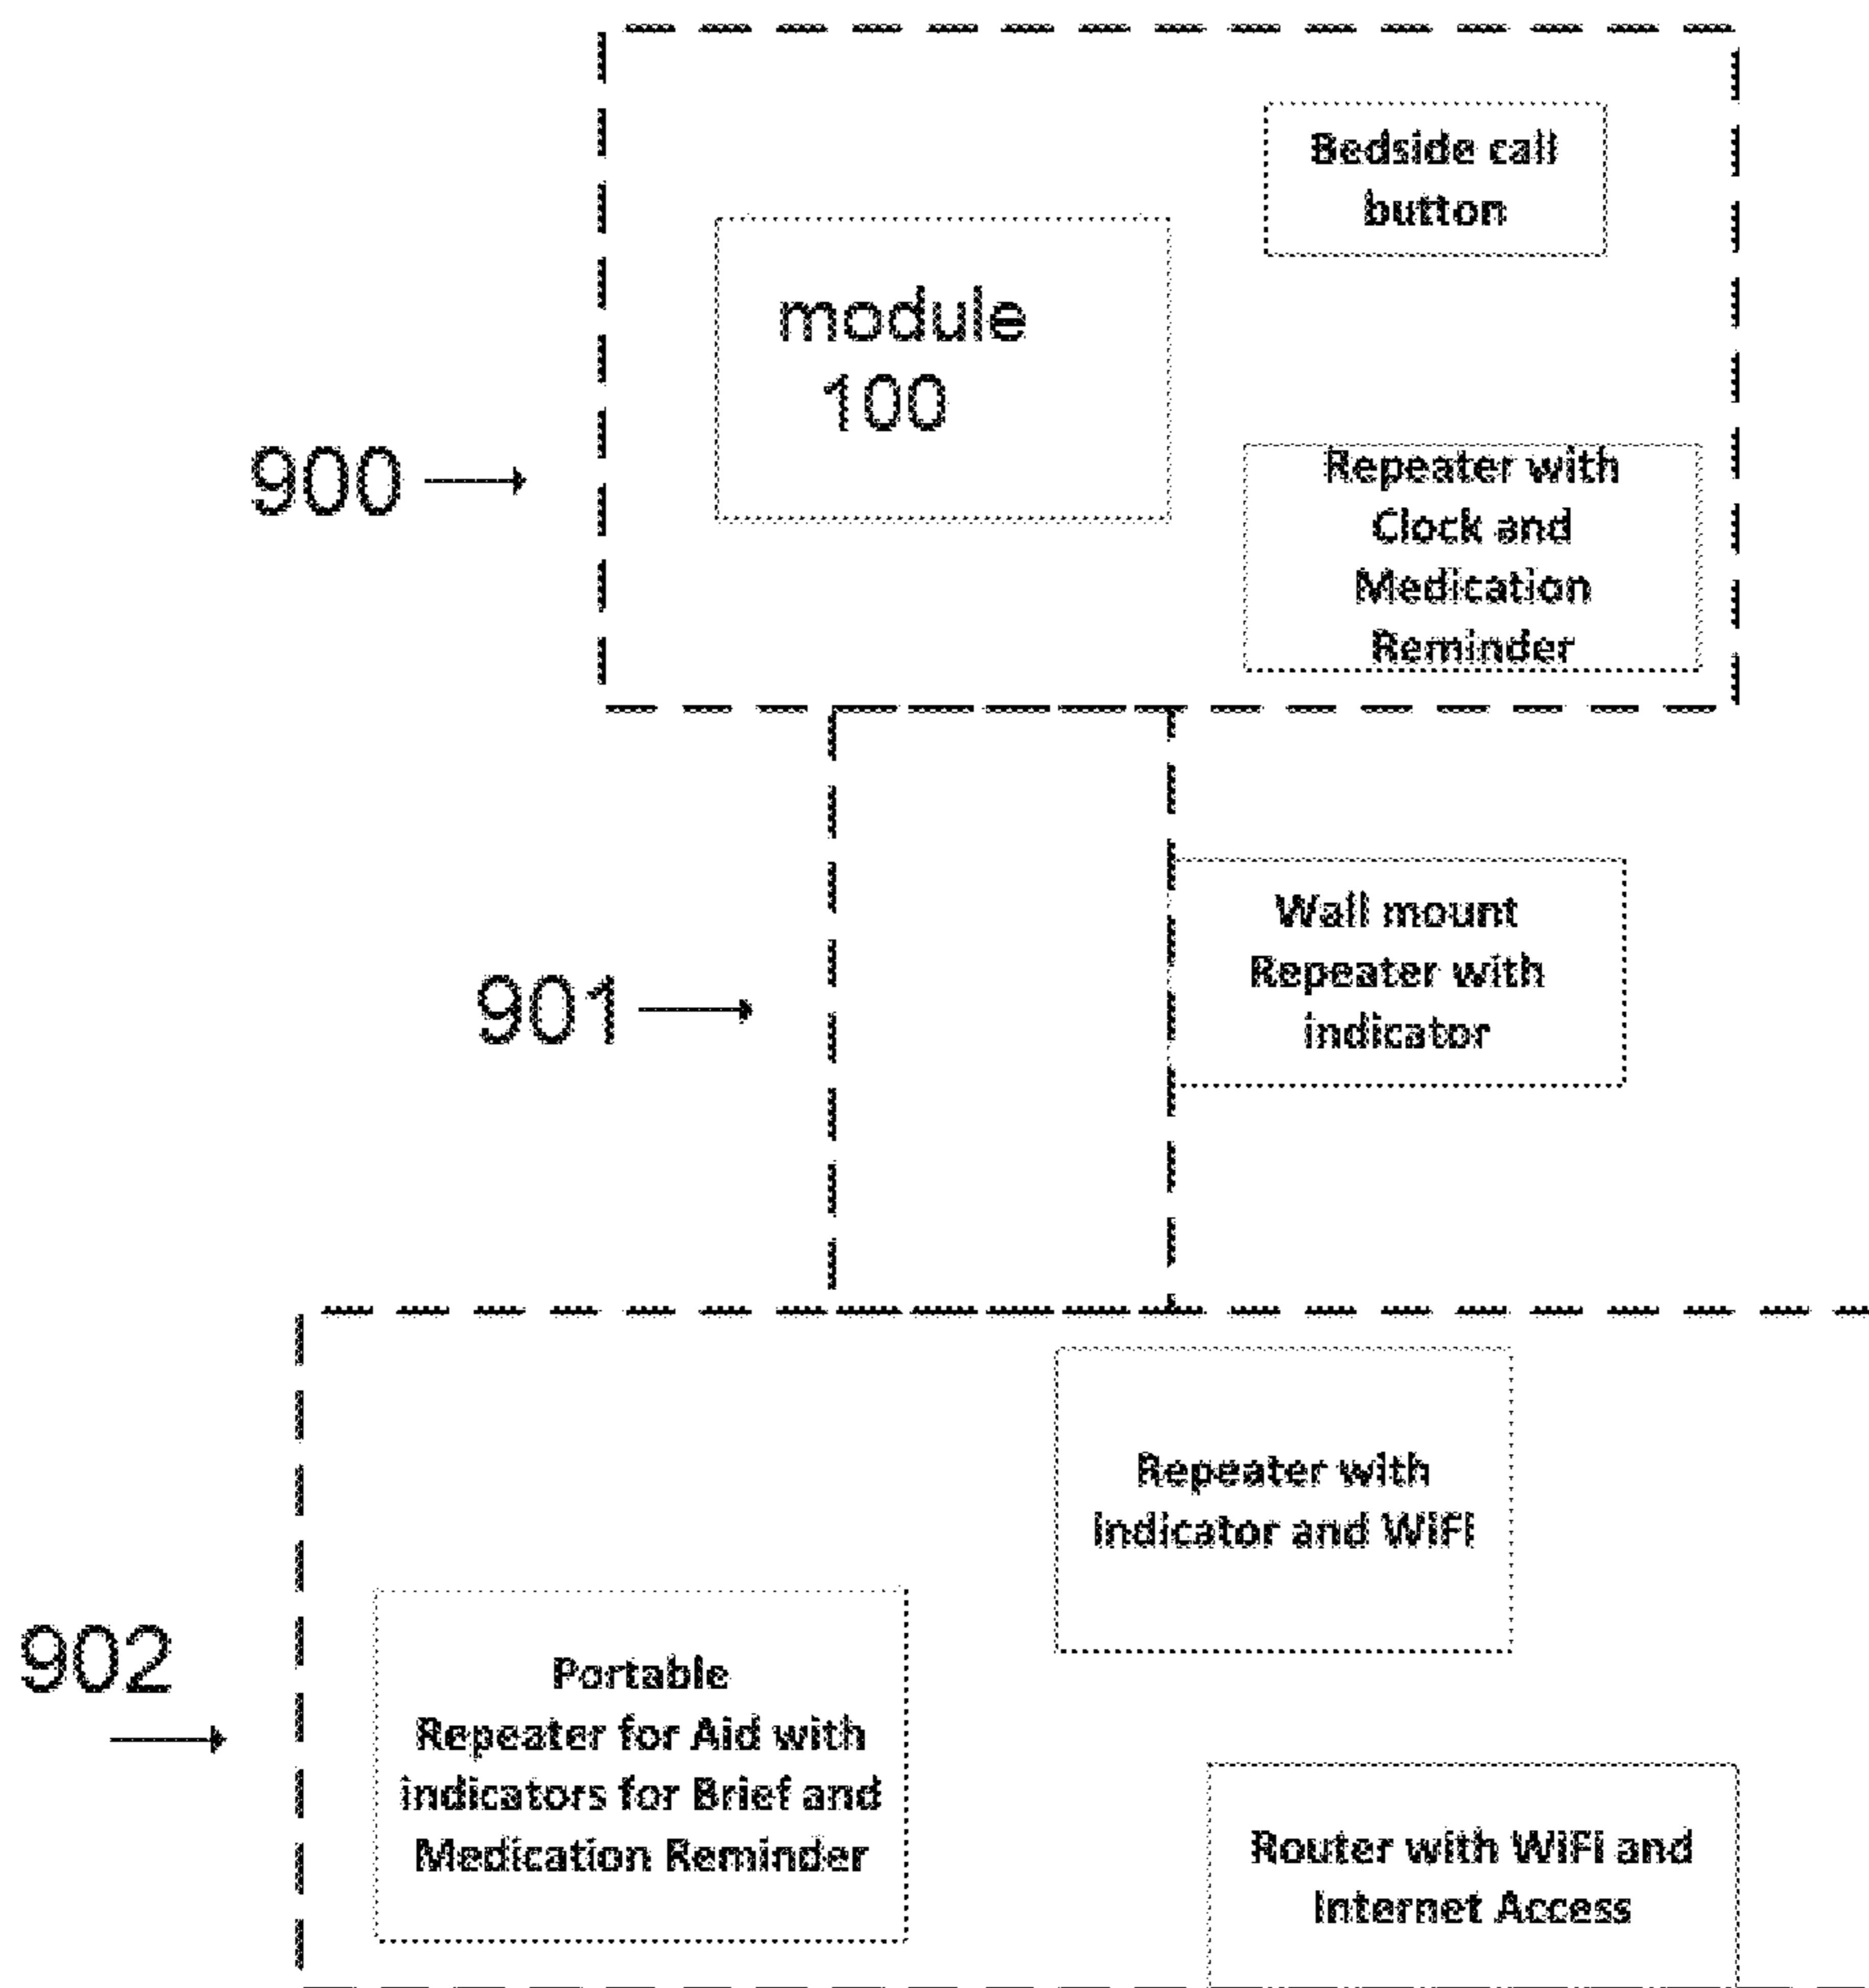 Bedside call
button
module
100
900
Repeater with
Clock and
Medication
Reminder
Wall mount
Repeater with
indicator
901
Repeater with
indicator and WiFi
902
Portable
Repeater for Aid with
indicators for Brief and
Medication Reminder
Router with WiFi and
Internet Access